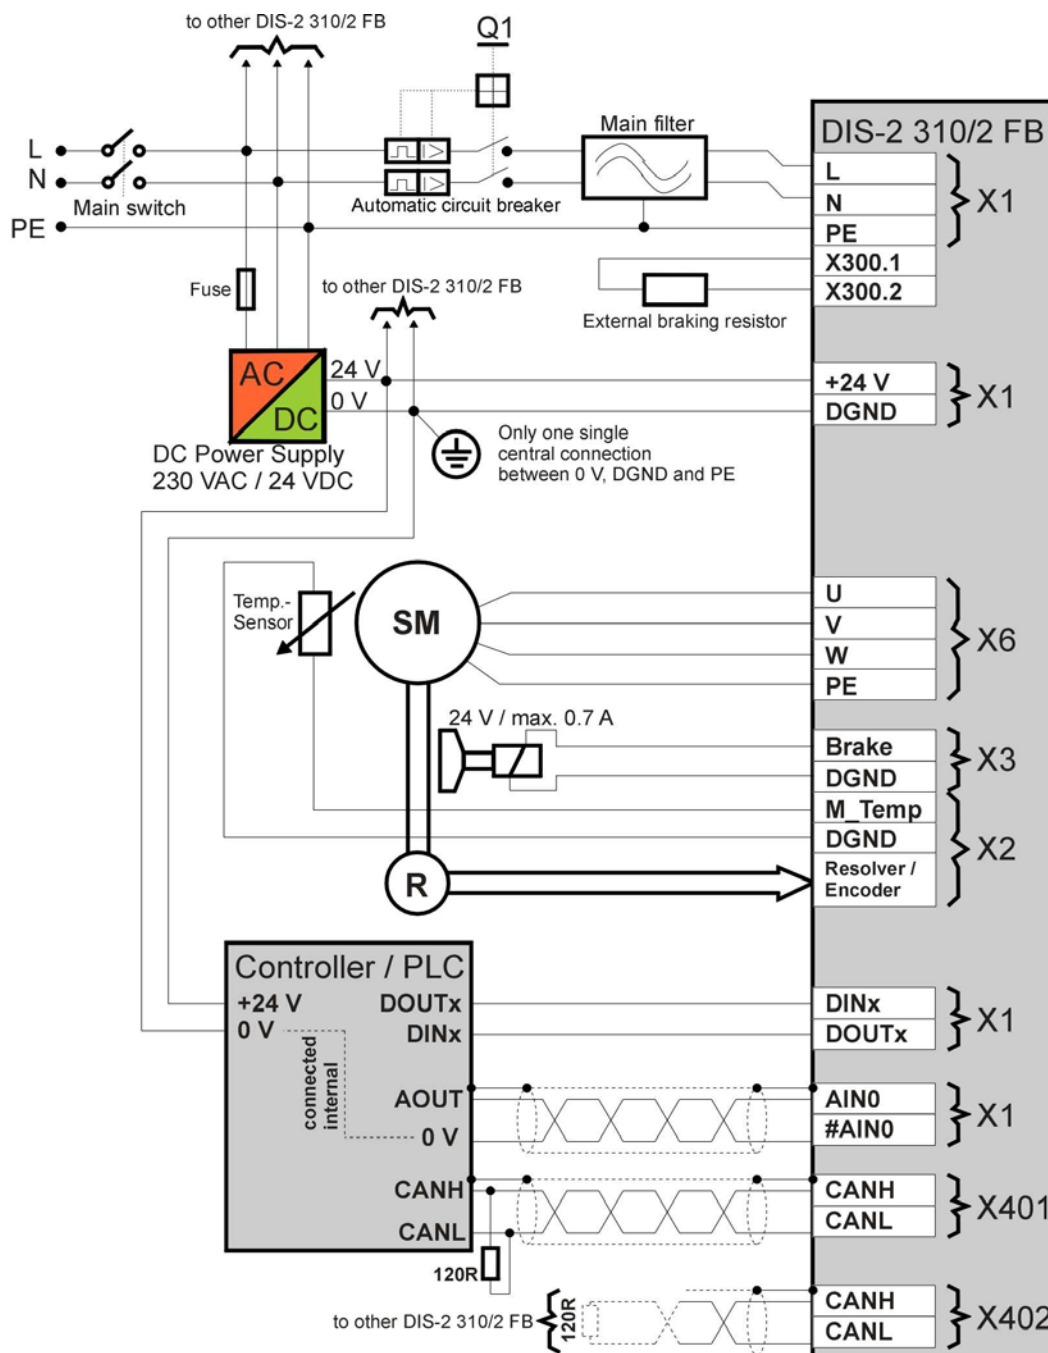 to other DIS-2 310/2 FB
Q1
DIS-2 310/2 FB
Main filter
L
N
Main switch
Automatic circuit breaker
PE
L
N
PE
X1
X300.1
X300.2
Fuse
to other DIS-2 310/2 FB
External braking resistor
AC
DC
24 V
0 V
+24 V
DGND
X1
DC Power Supply
230 VAC / 24 VDC
Only one single
central connection
between 0 V, DGND and PE
Temp.-
Sensor
SM
U
V
W
PE
X6
24 V / max. 0.7 A
Brake
DGND
X3
M_Temp
DGND
Resolver /
Encoder
X2
R
Controller / PLC
+24 V
0 V
connected
internal
DOUTx
DINx
DINx
DOUTx
X1
AOUT
0 V
AIN0
#AIN0
X1
CANH
CANL
120R
CANH
CANL
X401
to other DIS-2 310/2 FB
120R
CANH
CANL
X402